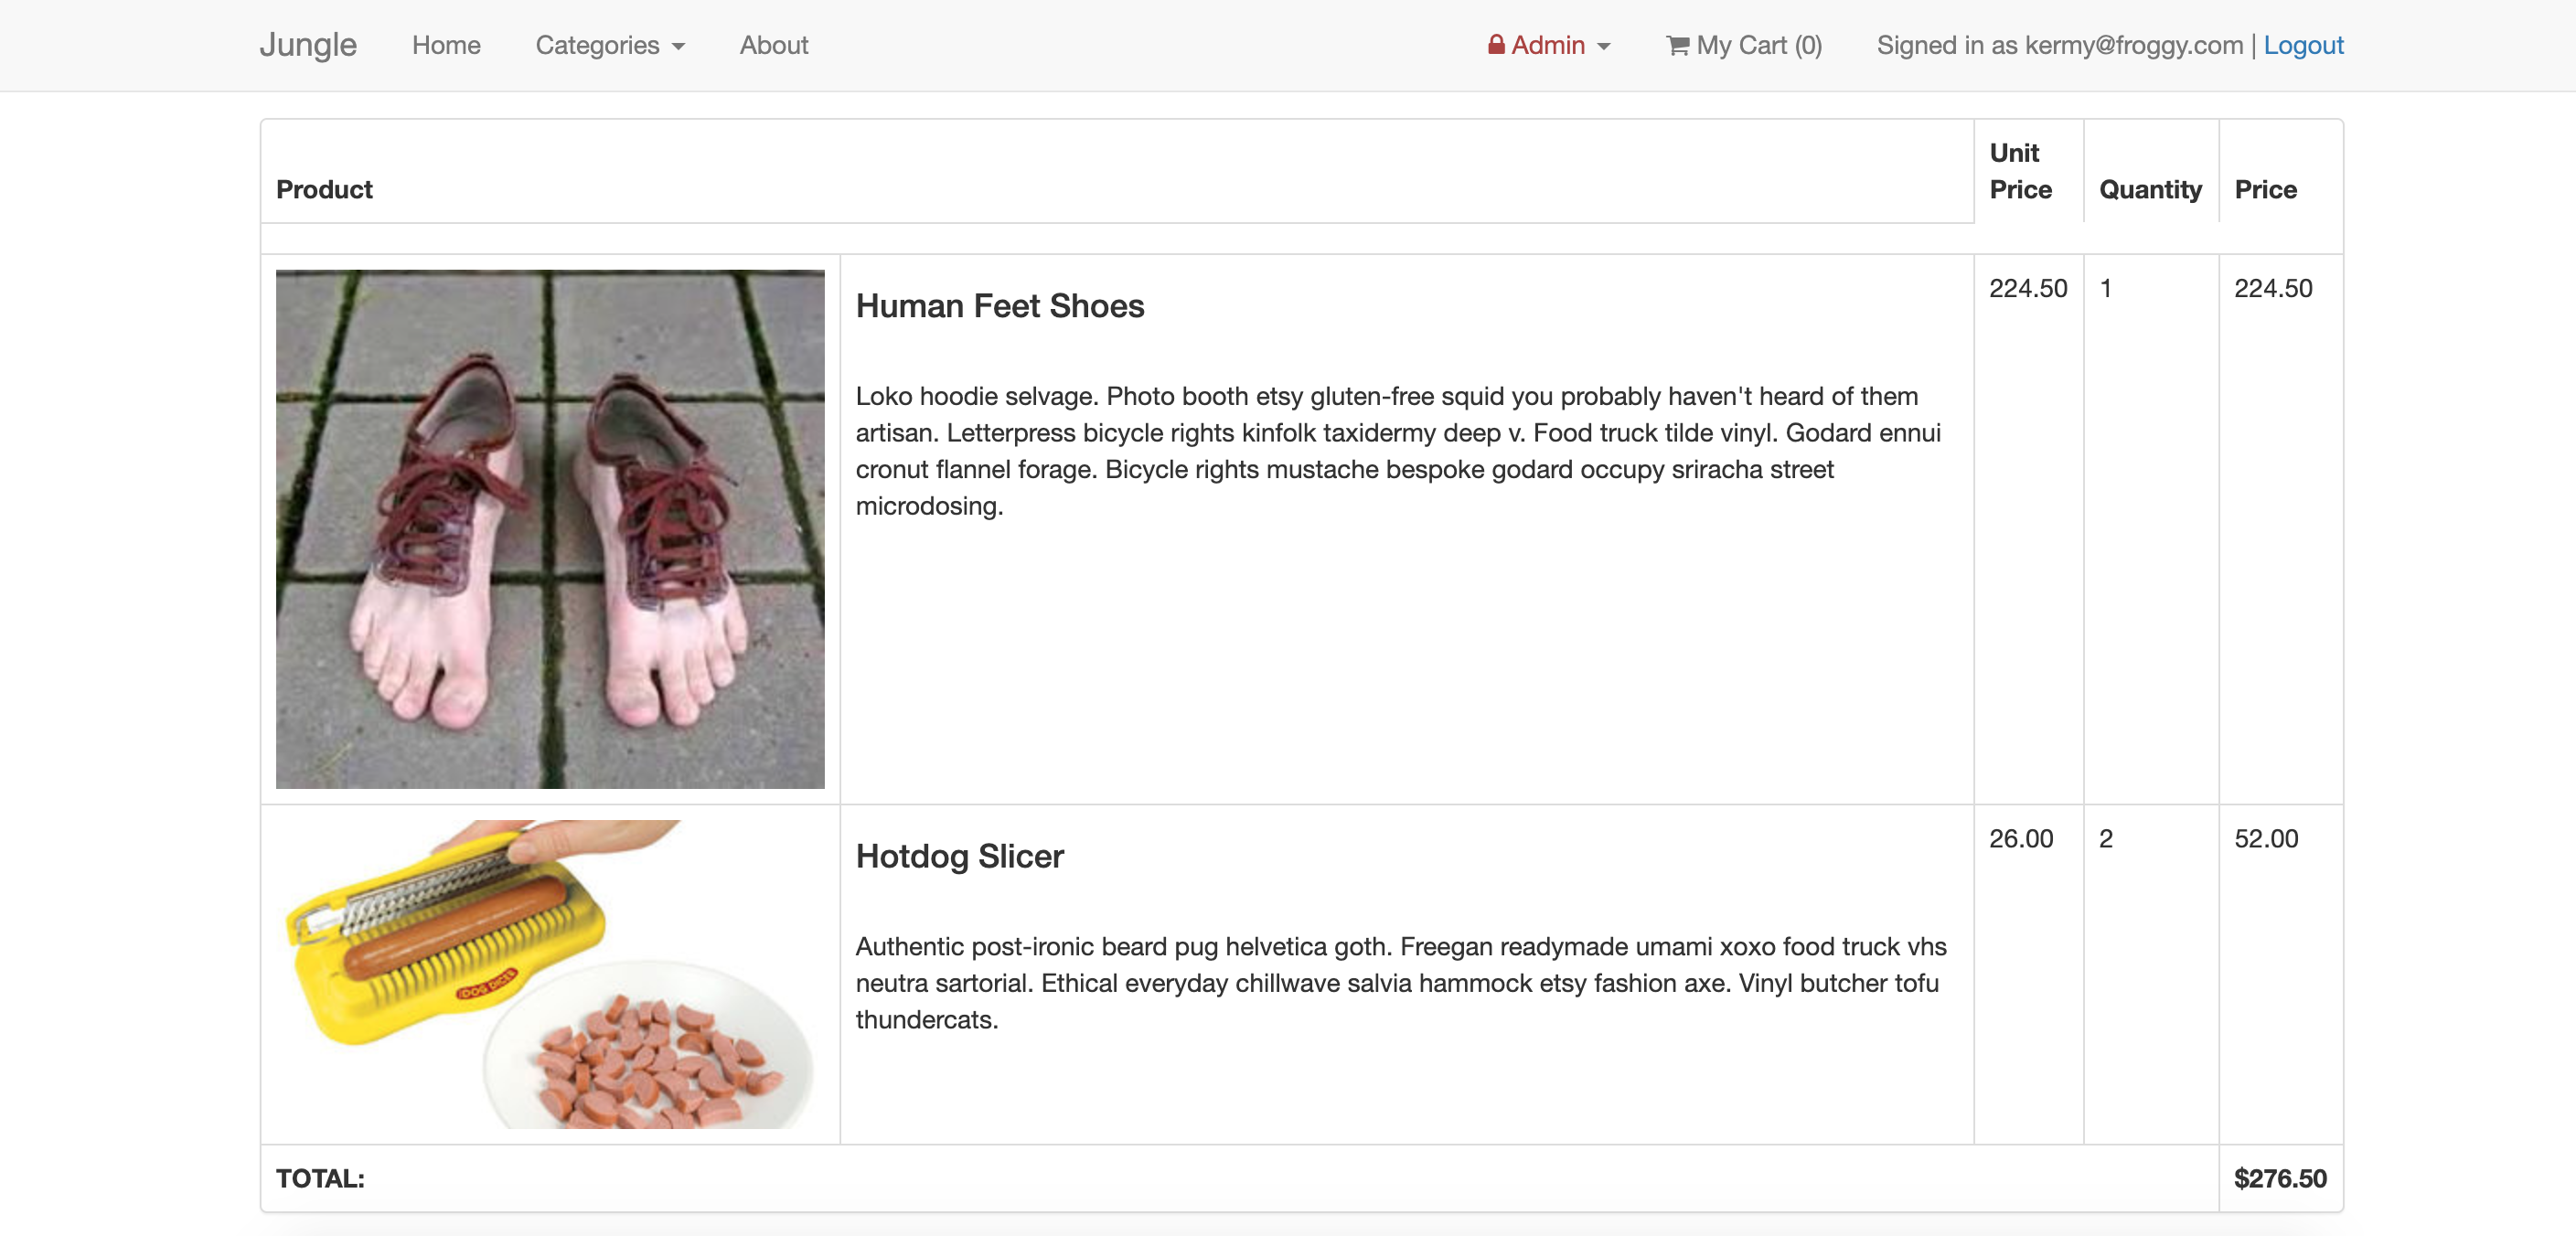 Jungle Home Categories About Admin My Cart (0) Signed in as kermy@froggy.com | Logout
Unit
Product Price Quantity Price
Human Feet Shoes 224.50 1 224.50
Loko hoodie selvage. Photo booth etsy gluten-free squid you probably haven't heard of them
artisan. Letterpress bicycle rights kinfolk taxidermy deep v. Food truck tilde vinyl. Godard ennui
cronut flannel forage. Bicycle rights mustache bespoke godard occupy sriracha street
microdosing.
Hotdog Slicer 26.00 2 52.00
DOG DICER
Authentic post-ironic beard pug helvetica goth. Freegan readymade umami xoxo food truck vhs
neutra sartorial. Ethical everyday chillwave salvia hammock etsy fashion axe. Vinyl butcher tofu
thundercats.
TOTAL: $276.50